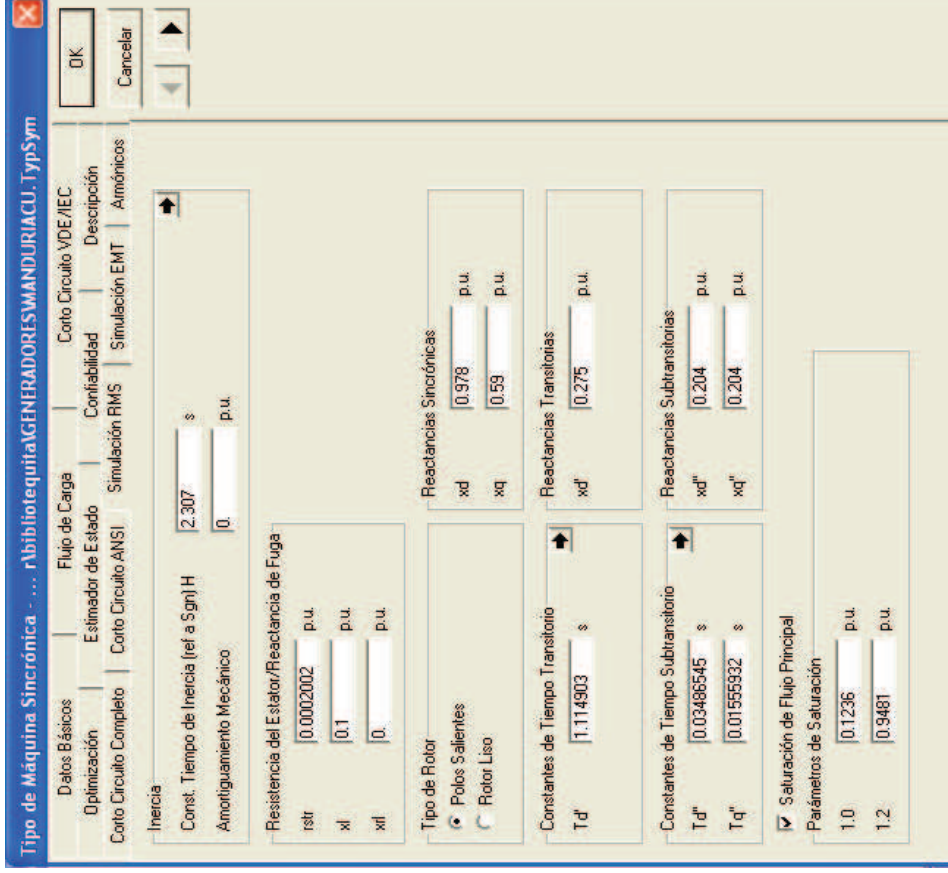 Tipo de Máquina Sincrónica - ... r\bibliotequita\GENERADORES\MANDURIACU.TypSym
Datos Básicos Flujo de Carga Corto Circuito VDE/IEC
Optimización Estimador de Estado Confiabilidad Descripción
Corto Circuito Completo Corto Circuito ANSI Simulación RMS Simulación EMT Armónicos
OK
Cancelar
Inercia
Const. Tiempo de Inercia (ref a Sgn) H 2.307 s
Amortiguamiento Mecánico 0. p.u.
Resistencia del Estator/Reactancia de Fuga
rstr 0.0002002 p.u.
xl 0.1 p.u.
xrl 0. p.u.
Tipo de Rotor
Polos Salientes
Rotor Liso
Reactancias Sincrónicas
xd 0.978 p.u.
xq 0.59 p.u.
Constantes de Tiempo Transitorio
Td' 1.114903 s
Reactancias Transitorias
xd' 0.275 p.u.
Constantes de Tiempo Subtransitorio
Td" 0.03486545 s
Tq" 0.01555932 s
Reactancias Subtransitorias
xd" 0.204 p.u.
xq" 0.204 p.u.
Saturación de Flujo Principal
Parámetros de Saturación
1.0 0.1236 p.u.
1.2 0.9481 p.u.